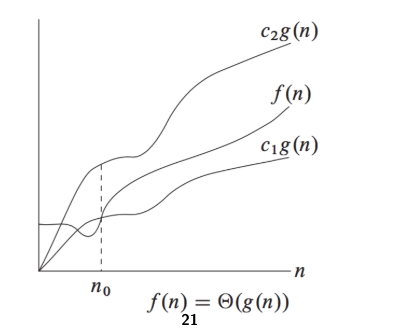 c₂g(n)
f(n)
c₁g(n)
n
n₀
f(n) = Θ(g(n))
21